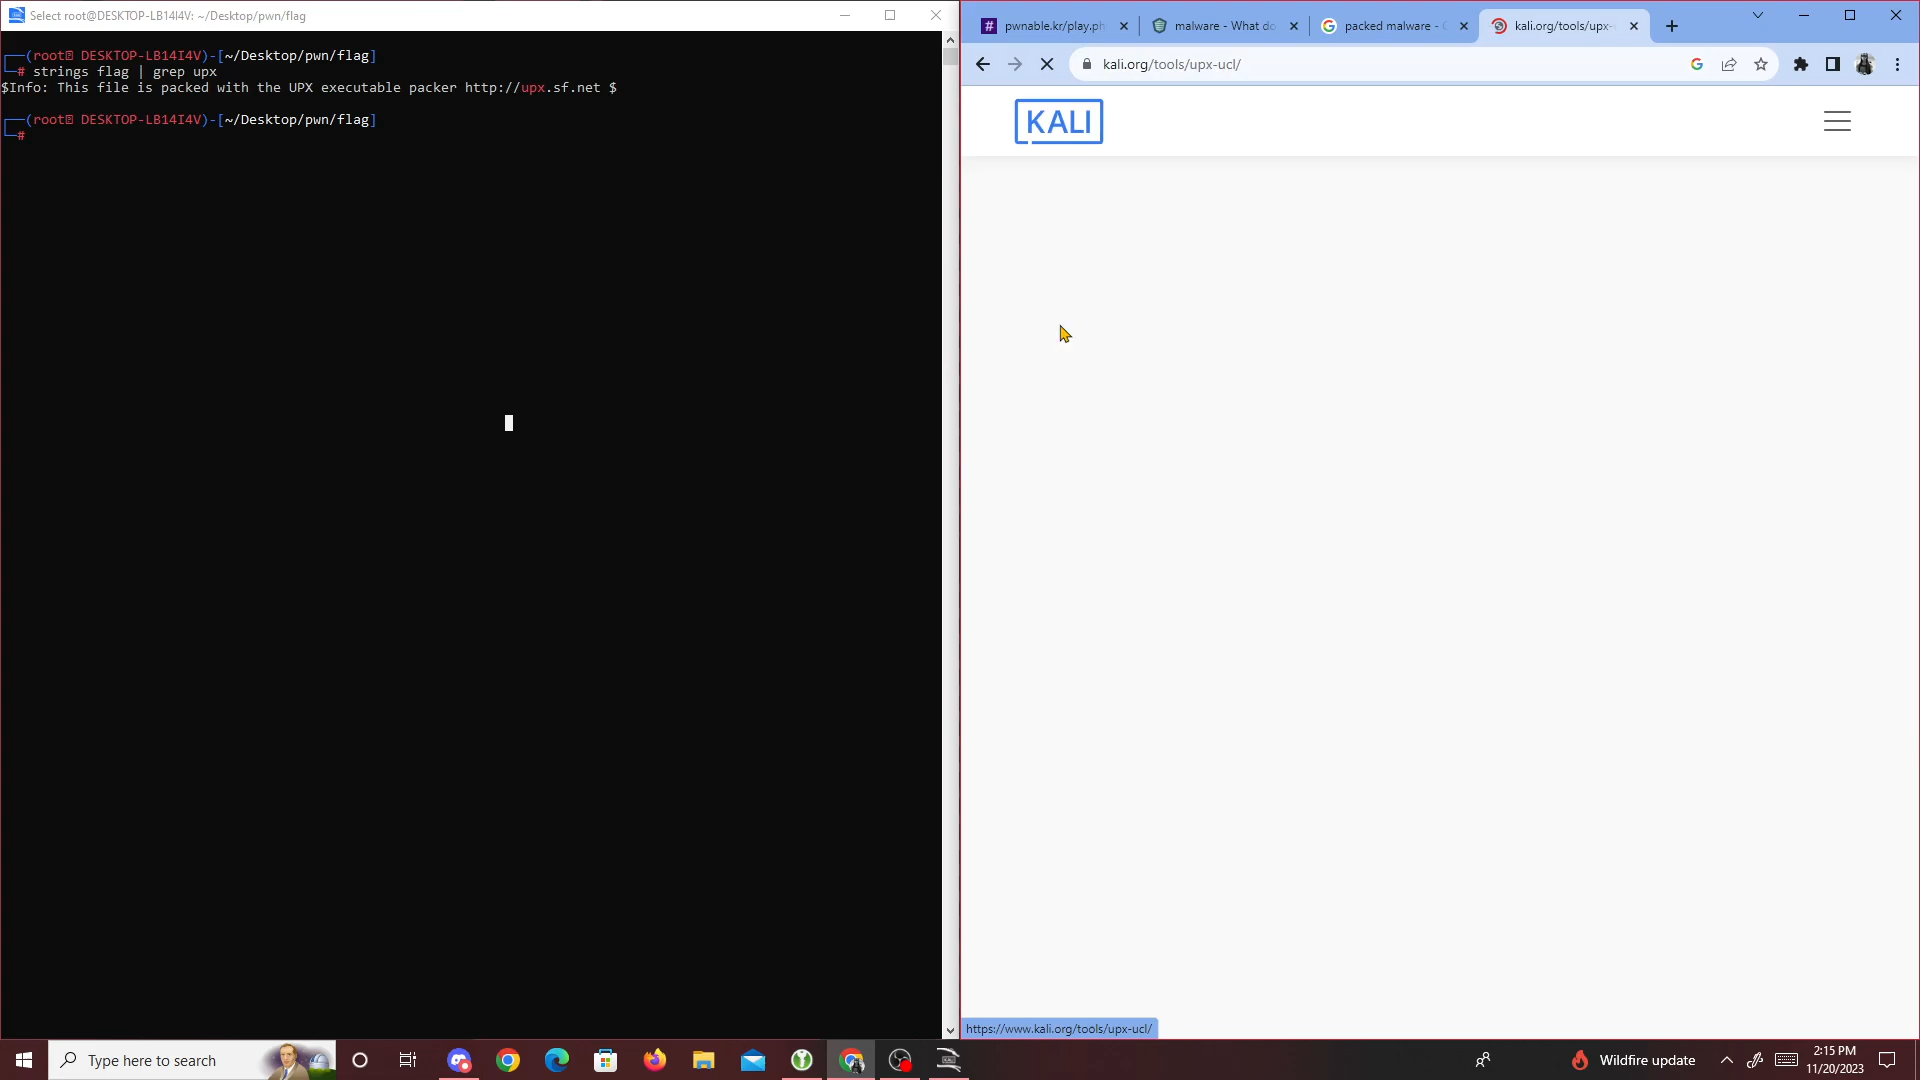 Select root@DESKTOP-LB14I4V: ~/Desktop/pwn/flag
(root DESKTOP-LB14I4V)-[~/Desktop/pwn/flag]
# strings flag | grep upx
$Info: This file is packed with the UPX executable packer http://upx.sf.net $
(root DESKTOP-LB14I4V)-[~/Desktop/pwn/flag]
#
pwnable.kr/play.ph
malware - What do
packed malware -
kali.org/tools/upx-
kali.org/tools/upx-ucl/
KALI
https://www.kali.org/tools/upx-ucl/
Type here to search
Wildfire update
2:15 PM
11/20/2023